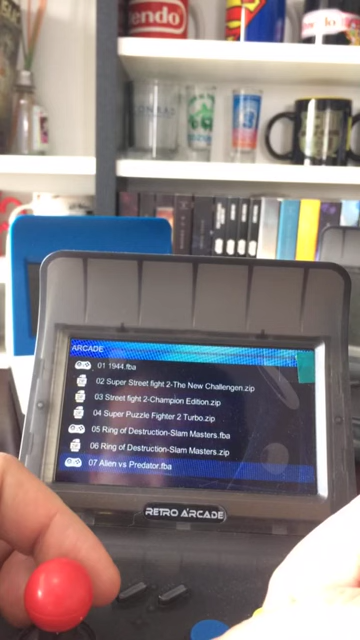 tendo
ARCADE
01 1944.fba
02 Super Street fight 2-The New Challengen.zip
03 Street fight 2-Champion Edition.zip
04 Super Puzzle Fighter 2 Turbo.zip
05 Ring of Destruction-Slam Masters.fba
06 Ring of Destruction-Slam Masters.zip
07 Alien vs Predator.fba
RETRO ARCADE